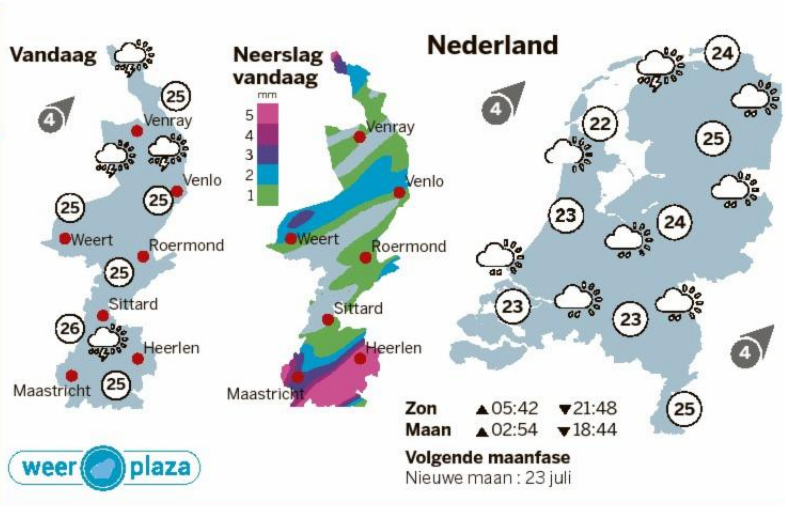 Vandaag
4
25
Venray
25
25
Venlo
Weert
Roermond
25
Sittard
26
Heerlen
25
Maastricht
Neerslag
vandaag
mm
5
4
3
2
1
Venray
Venlo
Weert
Roermond
Sittard
Heerlen
Maastricht
Nederland
4
24
22
25
23
24
23
23
4
25
Zon ▲05:42 ▼21:48
Maan ▲02:54 ▼18:44
Volgende maanfase
Nieuwe maan : 23 juli
weer plaza